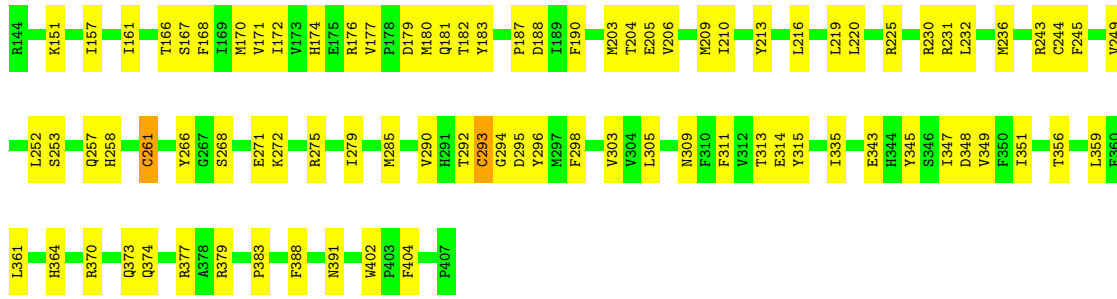 R144 K151 I157 I161 T166 S167 F168 I169 M170 V171 I172 V173 H174 E175 R176 V177 P178 D179 M180 Q181 T182 Y183 P187 D188 I189 F190 M203 T204 E205 V206 M209 I210 Y213 L216 L219 L220 R225 R230 R231 L232 M236 R243 C244 F245 V249
L252 S253 Q257 H258 C261 Y266 G267 S268 E271 K272 R275 I279 M285 V290 H291 T292 C293 G294 D295 Y296 M297 F298 V303 V304 L305 N309 F310 F311 V312 T313 E314 Y315 I335 E343 H344 Y345 S346 I347 D348 V349 F350 I351 T356 L359 E360
L361 H364 R370 Q373 Q374 R377 A378 R379 P383 F388 N391 W402 P403 F404 P407